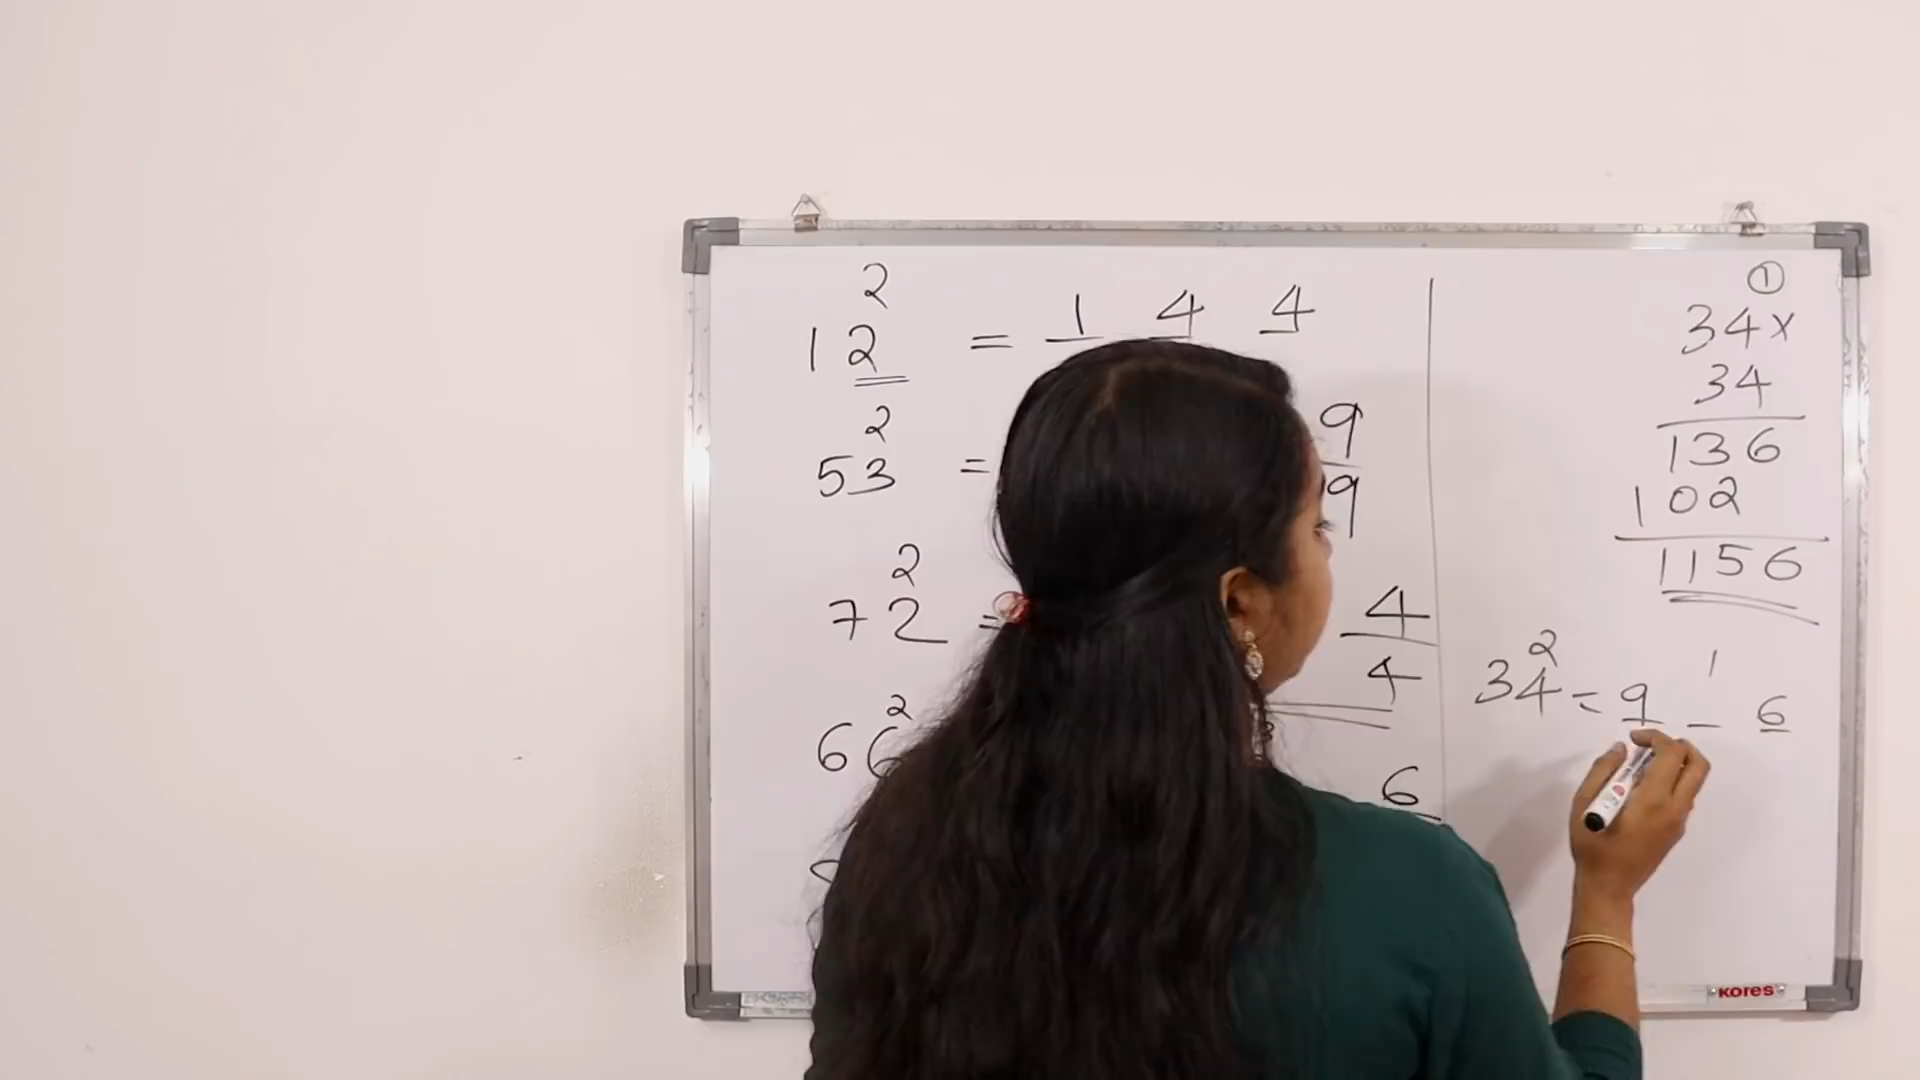 12² = 1 4 4
53² = 9
9
72² = 4
4
66² 6
①
34 x
34
136
102
1156
34² = 9 ¹_ 6
KORES